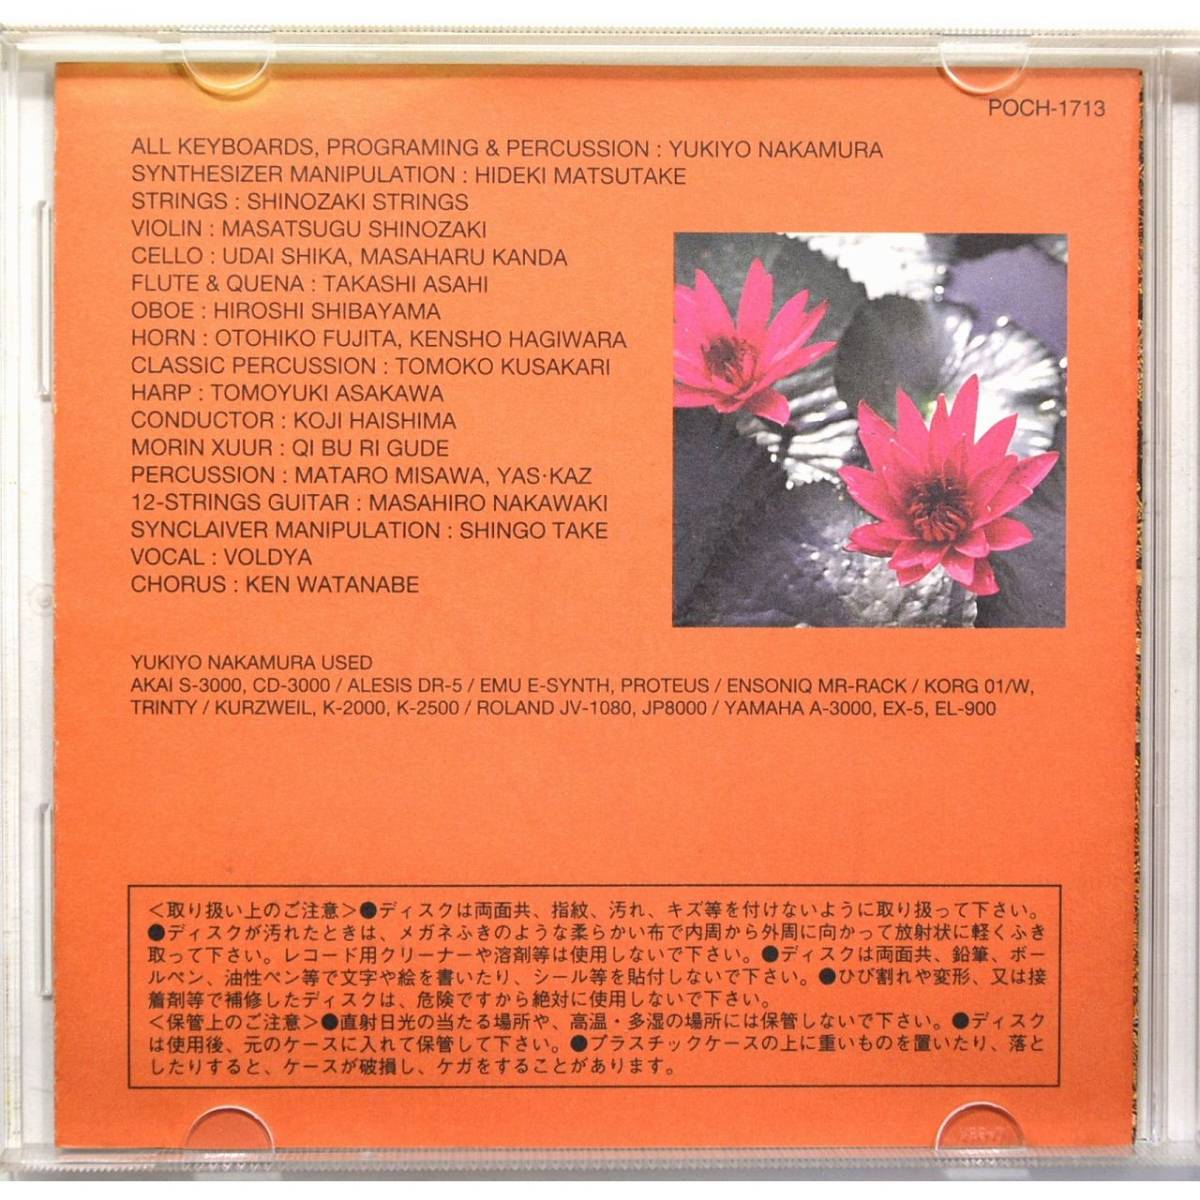 POCH-1713
ALL KEYBOARDS, PROGRAMING & PERCUSSION : YUKIYO NAKAMURA
SYNTHESIZER MANIPULATION : HIDEKI MATSUTAKE
STRINGS : SHINOZAKI STRINGS
VIOLIN : MASATSUGU SHINOZAKI
CELLO : UDAI SHIKA, MASAHARU KANDA
FLUTE & QUENA : TAKASHI ASAHI
OBOE : HIROSHI SHIBAYAMA
HORN : OTOHIKO FUJITA, KENSHO HAGIWARA
CLASSIC PERCUSSION : TOMOKO KUSAKARI
HARP : TOMOYUKI ASAKAWA
CONDUCTOR : KOJI HAISHIMA
MORIN XUUR : QI BU RI GUDE
PERCUSSION : MATARO MISAWA, YAS·KAZ
12-STRINGS GUITAR : MASAHIRO NAKAWAKI
SYNCLAIVER MANIPULATION : SHINGO TAKE
VOCAL : VOLDYA
CHORUS : KEN WATANABE
YUKIYO NAKAMURA USED
AKAI S-3000, CD-3000 / ALESIS DR-5 / EMU E-SYNTH, PROTEUS / ENSONIQ MR-RACK / KORG 01/W,
TRINTY / KURZWEIL, K-2000, K-2500 / ROLAND JV-1080, JP8000 / YAMAHA A-3000, EX-5, EL-900
＜取り扱い上のご注意＞●ディスクは両面共、指紋、汚れ、キズ等を付けないように取り扱って下さい。
●ディスクが汚れたときは、メガネふきのような柔らかい布で内周から外周に向かって放射状に軽くふき
取って下さい。レコード用クリーナーや溶剤等は使用しないで下さい。●ディスクは両面共、鉛筆、ボー
ルペン、油性ペン等で文字や絵を書いたり、シール等を貼付しないで下さい。●ひび割れや変形、又は接
着剤等で補修したディスクは、危険ですから絶対に使用しないで下さい。
＜保管上のご注意＞●直射日光の当たる場所や、高温・多湿の場所には保管しないで下さい。●ディスク
は使用後、元のケースに入れて保管して下さい。●プラスチックケースの上に重いものを置いたり、落と
したりすると、ケースが破損し、ケガをすることがあります。